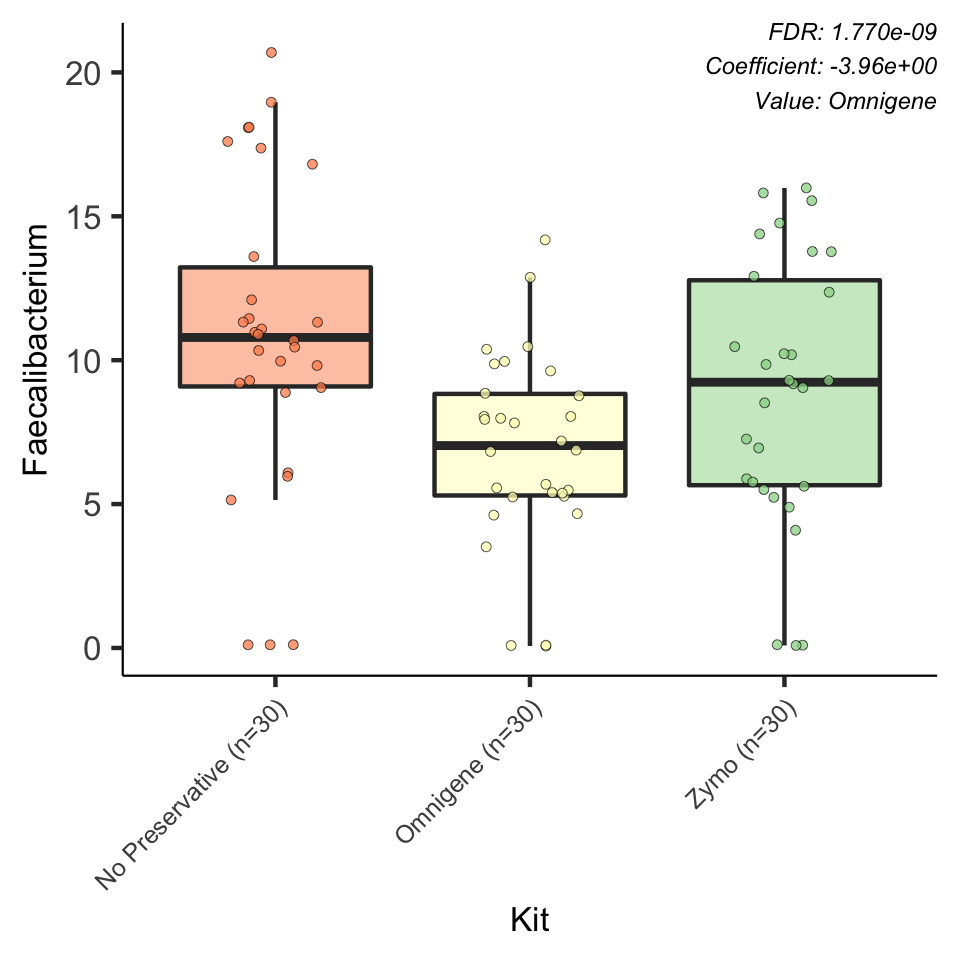 FDR: 1.770e-09
Coefficient: -3.96e+00
Value: Omnigene
Faecalibacterium
20
15
10
5
0
No Preservative (n=30)
Omnigene (n=30)
Zymo (n=30)
Kit